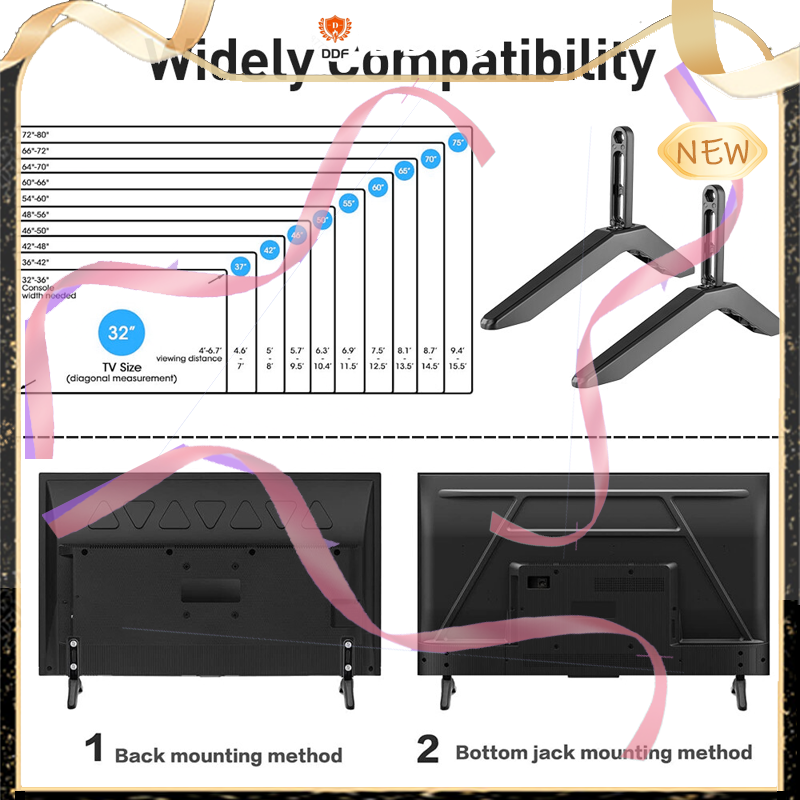 DDF
Widely Compatibility
NEW
72"-80"
66"-72"
64"-70"
60"-66"
54"-60"
48"-56"
46"-50"
42"-48"
36"-42"
32"-36"
Console
width needed
75"
70"
65"
60"
55"
50"
46"
42"
37"
32"
TV Size
(diagonal measurement)
4'-6.7'
viewing distance
4.6' - 7'
5' - 8'
5.7' - 9.5'
6.3' - 10.4'
6.9' - 11.5'
7.5' - 12.5'
8.1' - 13.5'
8.7' - 14.5'
9.4' - 15.5'
1 Back mounting method
2 Bottom jack mounting method